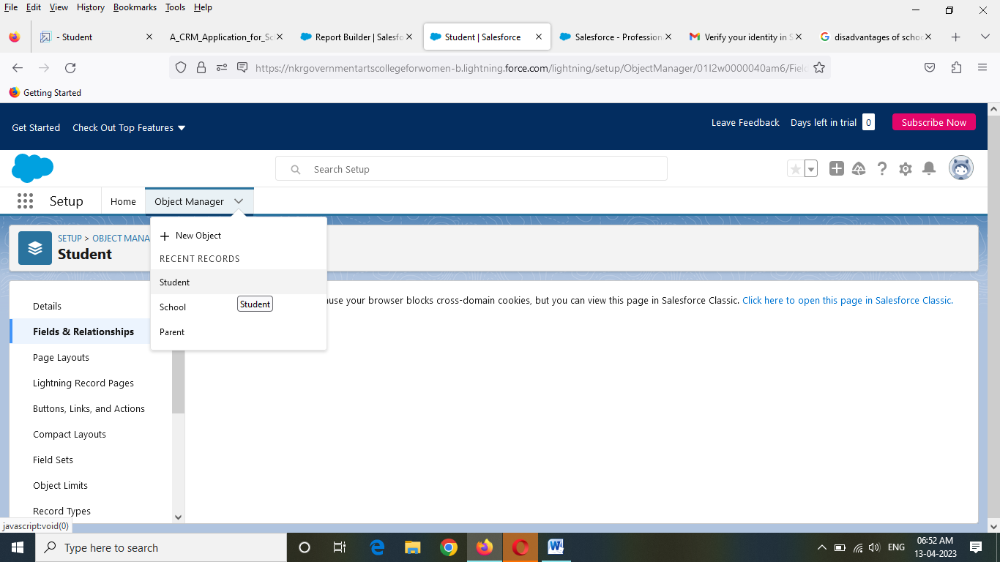 File Edit View History Bookmarks Tools Help
- Student
A_CRM_Application_for_Sc
Report Builder | Salesfo
Student | Salesforce
Salesforce - Profession
Verify your identity in S
disadvantages of schoo
https://nkrgovernmentartscollegeforwomen-b.lightning.force.com/lightning/setup/ObjectManager/01I2w0000040am6/Field
Getting Started
Get Started Check Out Top Features
Leave Feedback Days left in trial 0 Subscribe Now
Search Setup
Setup Home Object Manager
New Object
RECENT RECORDS
Student
School
Parent
Student
SETUP > OBJECT MANA
Student
Details
Fields & Relationships
Page Layouts
Lightning Record Pages
Buttons, Links, and Actions
Compact Layouts
Field Sets
Object Limits
Record Types
use your browser blocks cross-domain cookies, but you can view this page in Salesforce Classic. Click here to open this page in Salesforce Classic.
javascript:void(0)
Type here to search
ENG
06:52 AM
13-04-2023